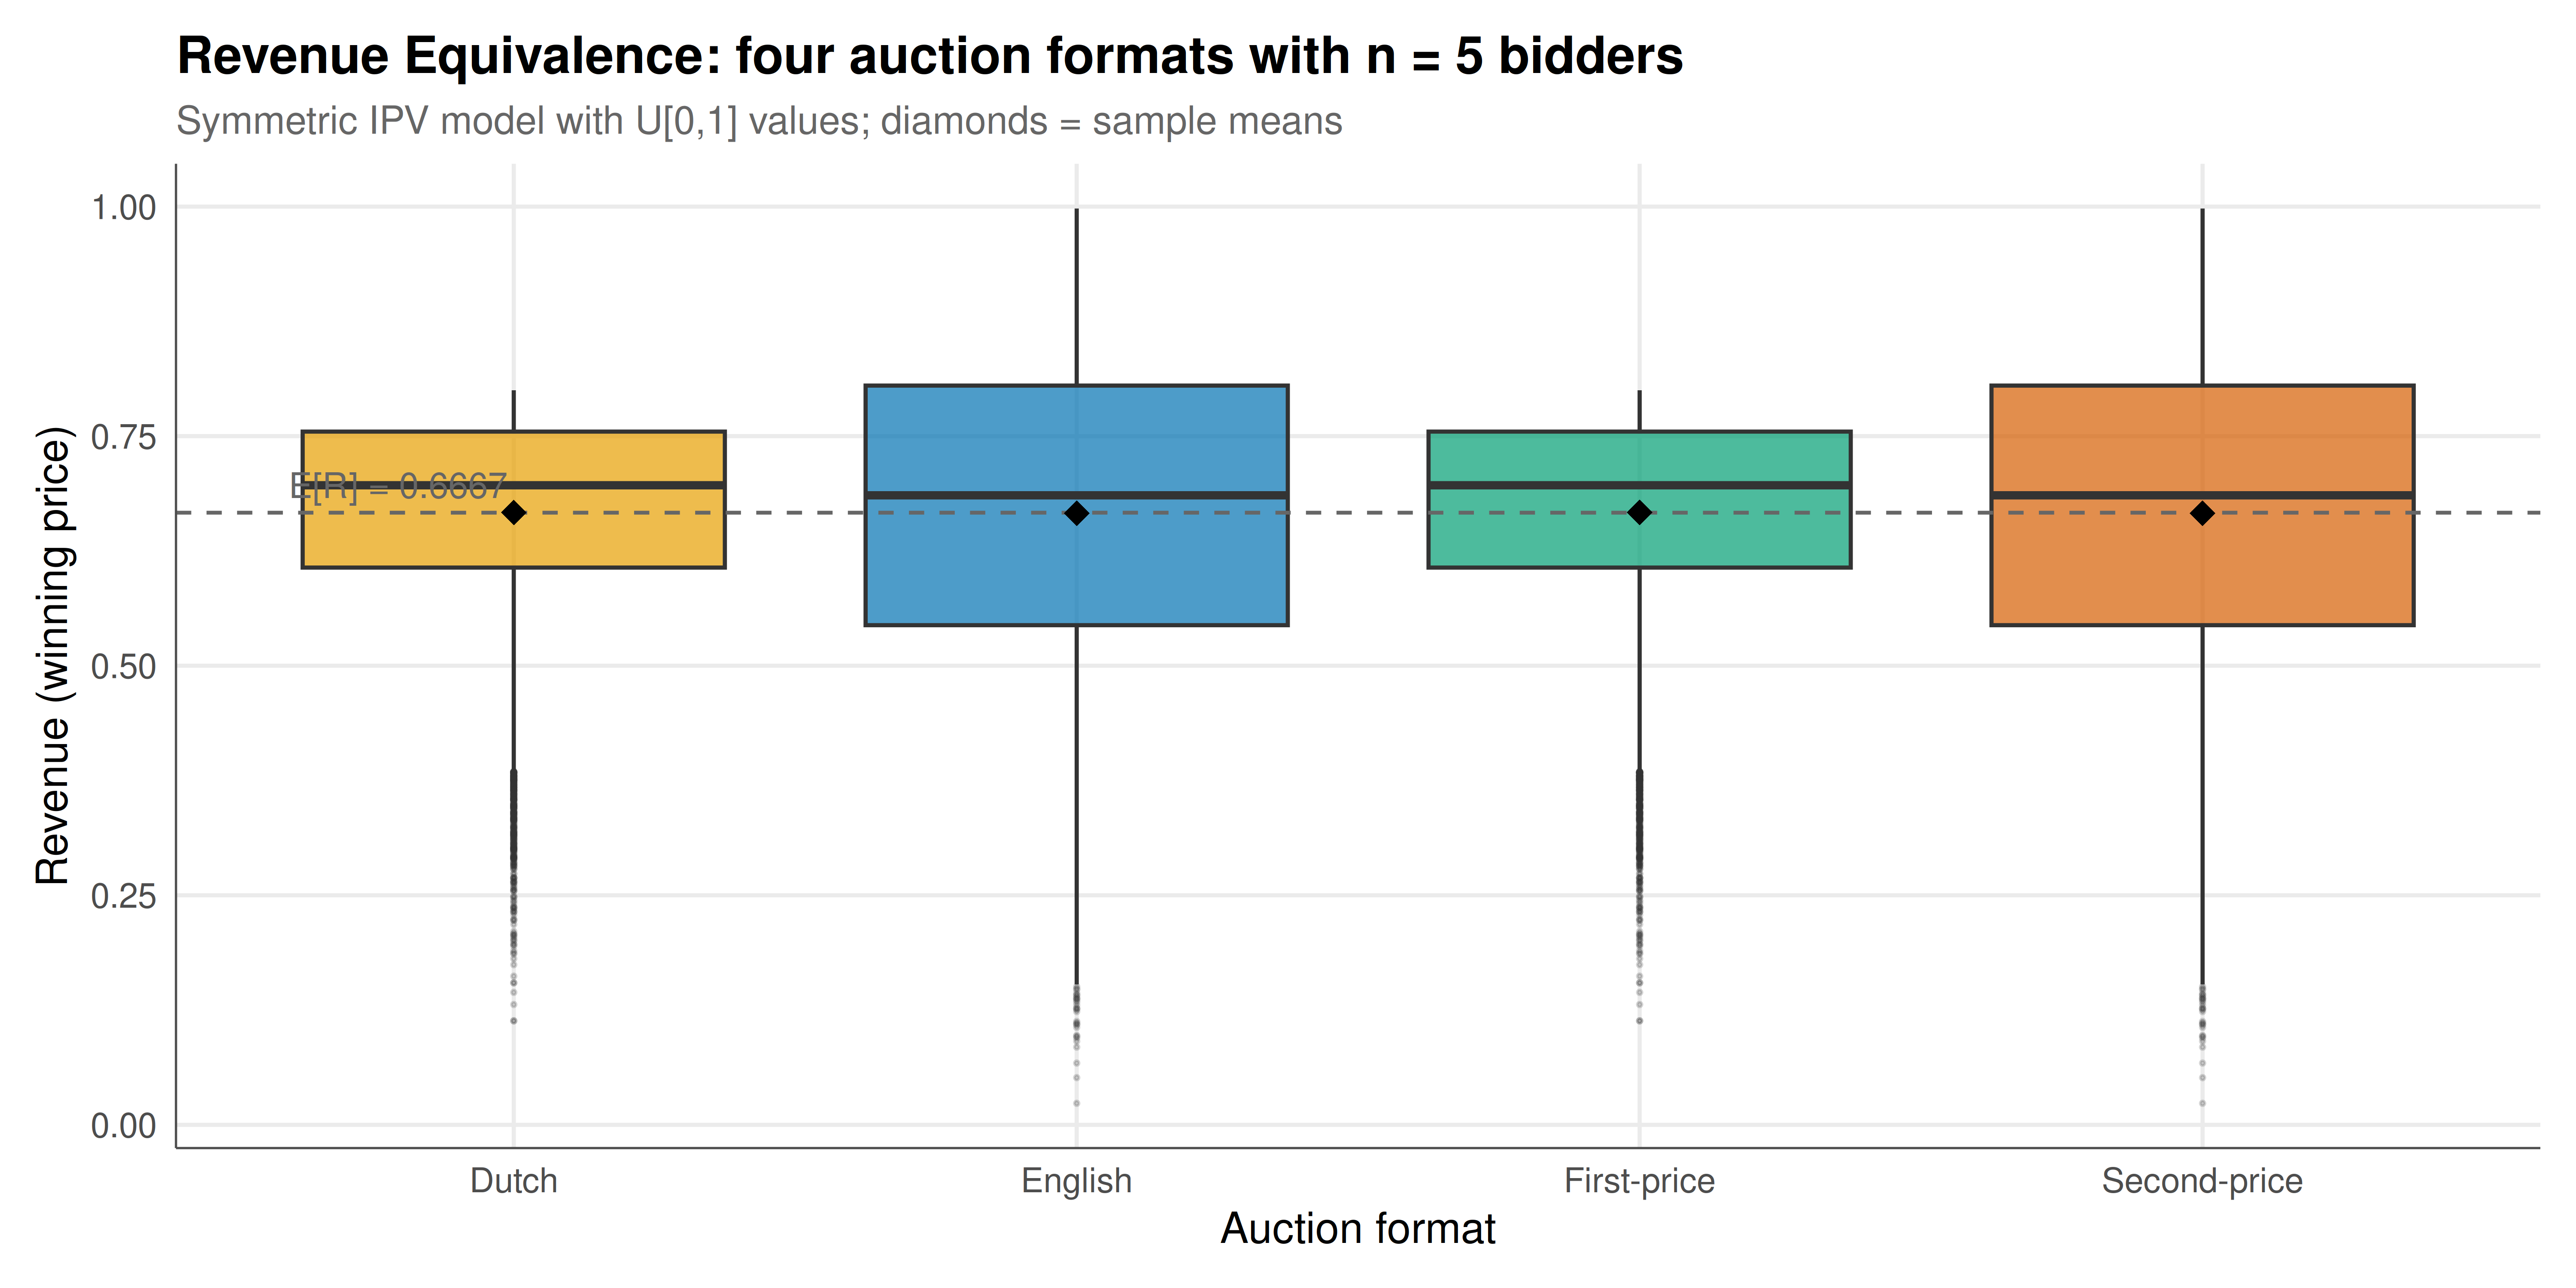 Revenue Equivalence: four auction formats with n = 5 bidders
Symmetric IPV model with U[0,1] values; diamonds = sample means
Revenue (winning price)
1.00
0.75
0.50
0.25
0.00
E[R] = 0.6667
Dutch
English
First-price
Second-price
Auction format